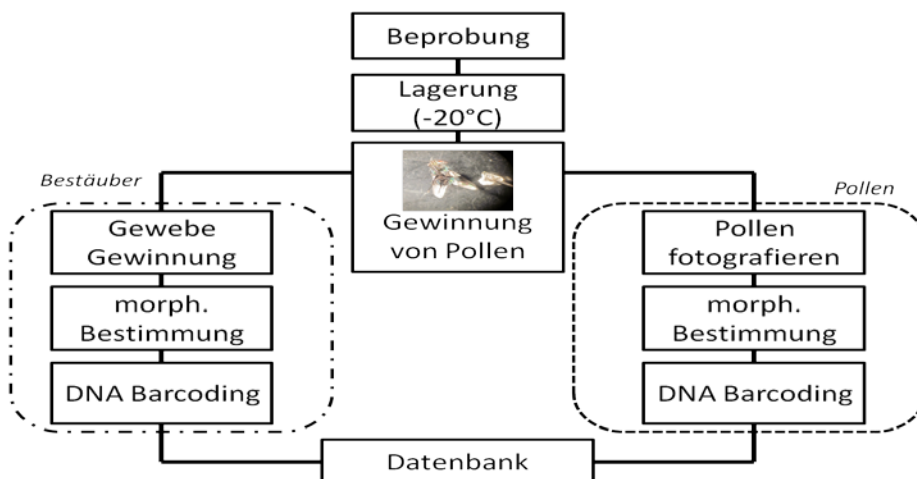 Beprobung
Lagerung
(-20°C)
Gewinnung
von Pollen
Bestäuber
Gewebe
Gewinnung
morph.
Bestimmung
DNA Barcoding
Pollen
Pollen
fotografieren
morph.
Bestimmung
DNA Barcoding
Datenbank